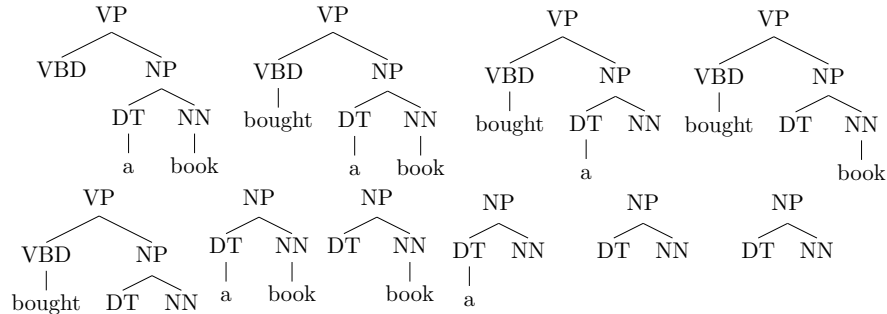 VP VP VP VP
VBD NP VBD NP VBD NP VBD NP
DT NN bought DT NN bought DT NN bought DT NN
a book a book a book
VP NP NP NP NP NP
VBD NP DT NN DT NN DT NN DT NN DT NN
bought DT NN a book book a